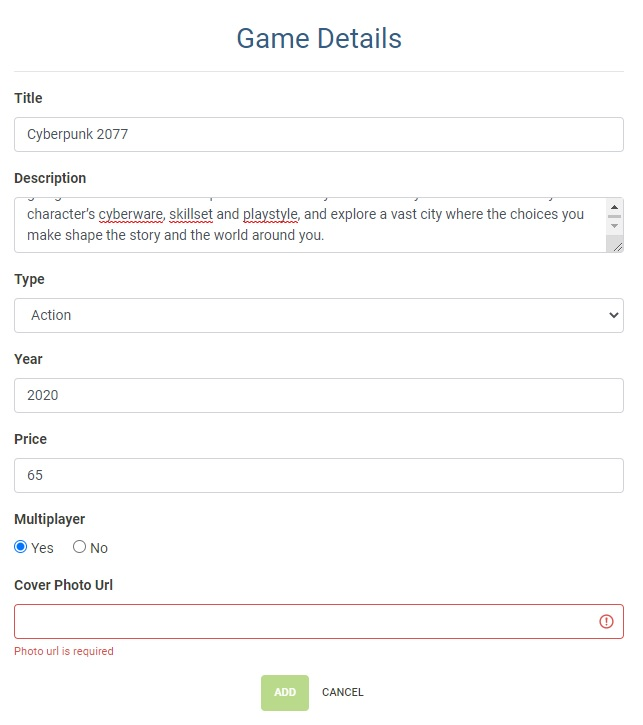 Game Details
Title
Cyberpunk 2077
Description
character's cyberware, skillset and playstyle, and explore a vast city where the choices you
make shape the story and the world around you.
Type
Action
Year
2020
Price
65
Multiplayer
Yes No
Cover Photo Url
Photo url is required
ADD CANCEL